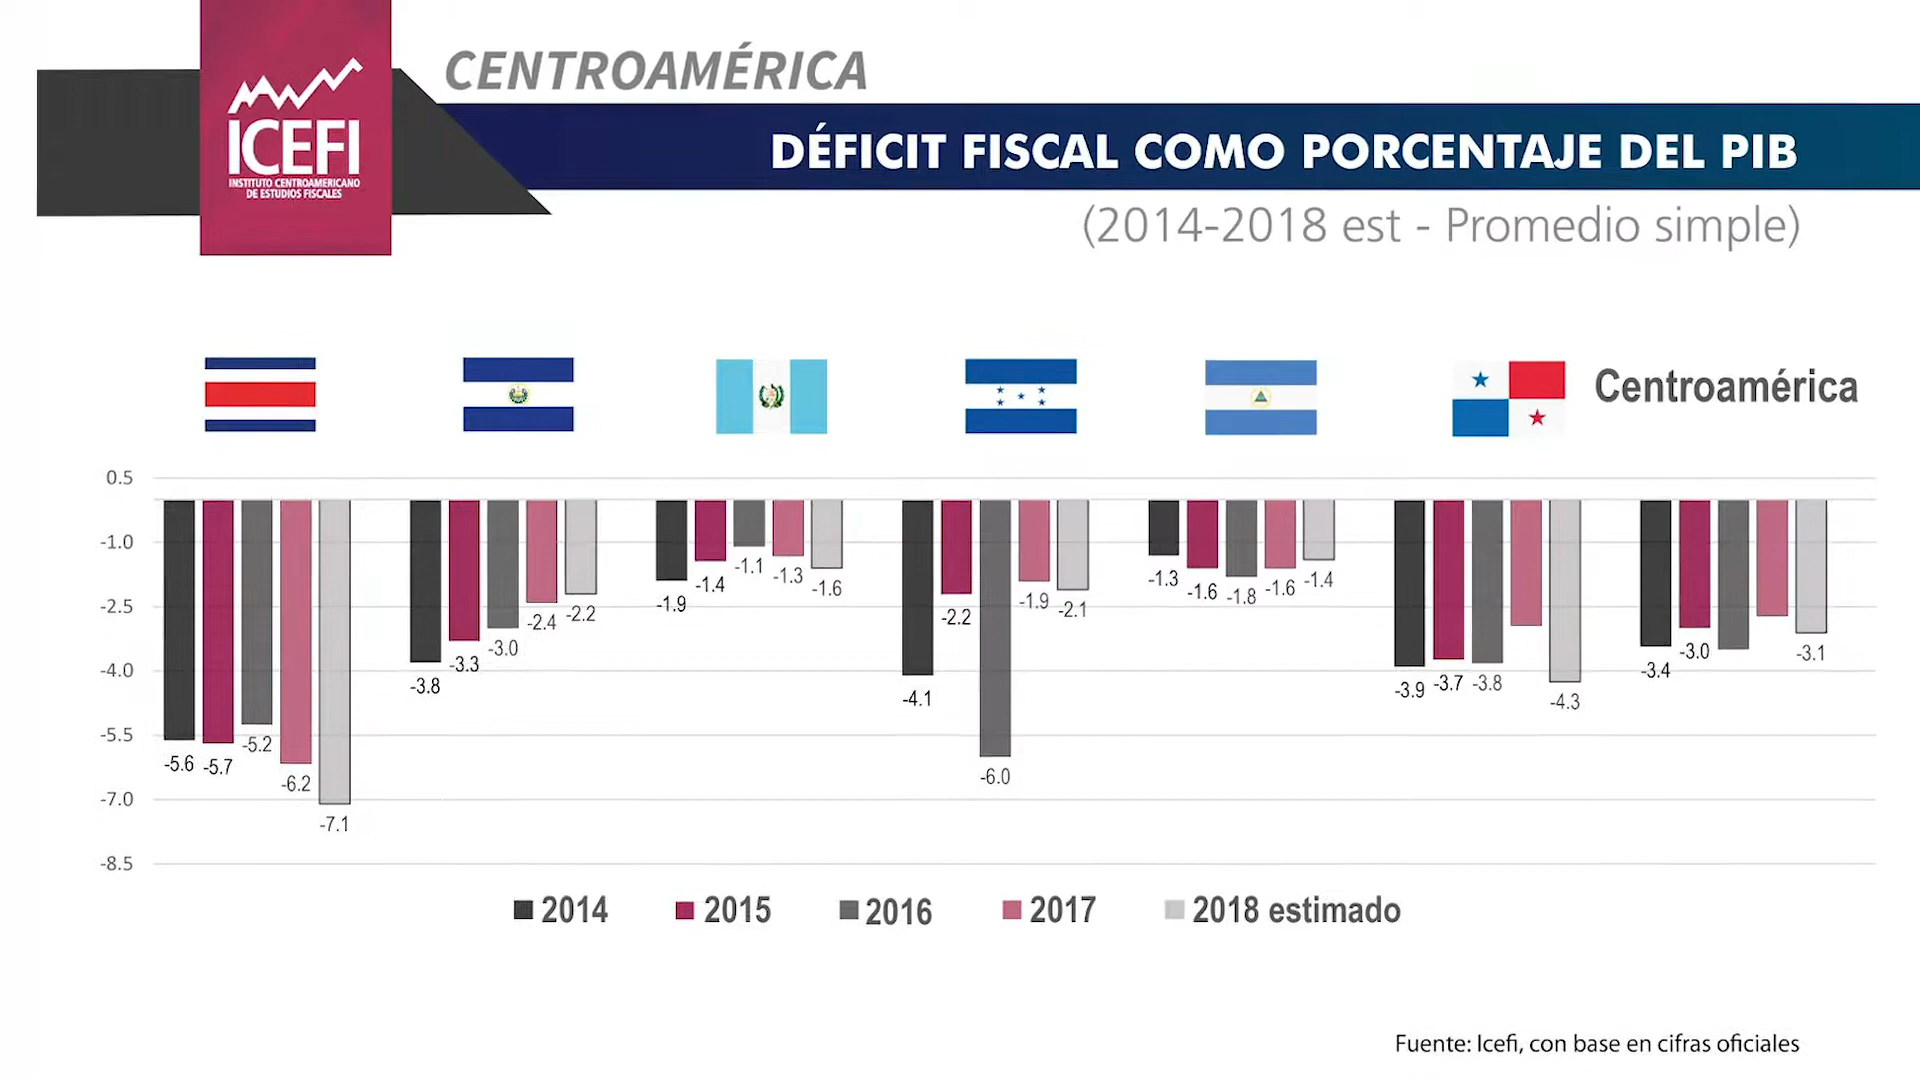 ICEFI
INSTITUTO CENTROAMERICANO
DE ESTUDIOS FISCALES
CENTROAMÉRICA
DÉFICIT FISCAL COMO PORCENTAJE DEL PIB
(2014-2018 est - Promedio simple)
Centroamérica
0.5
-1.0
-2.5
-4.0
-5.5
-7.0
-8.5
-5.6 -5.7 -5.2 -6.2 -7.1
-3.8 -3.3 -3.0 -2.4 -2.2
-1.9 -1.4 -1.1 -1.3 -1.6
-4.1 -2.2 -6.0 -1.9 -2.1
-1.3 -1.6 -1.8 -1.6 -1.4
-3.9 -3.7 -3.8 -4.3
-3.4 -3.0 -3.1
2014 2015 2016 2017 2018 estimado
Fuente: Icefi, con base en cifras oficiales